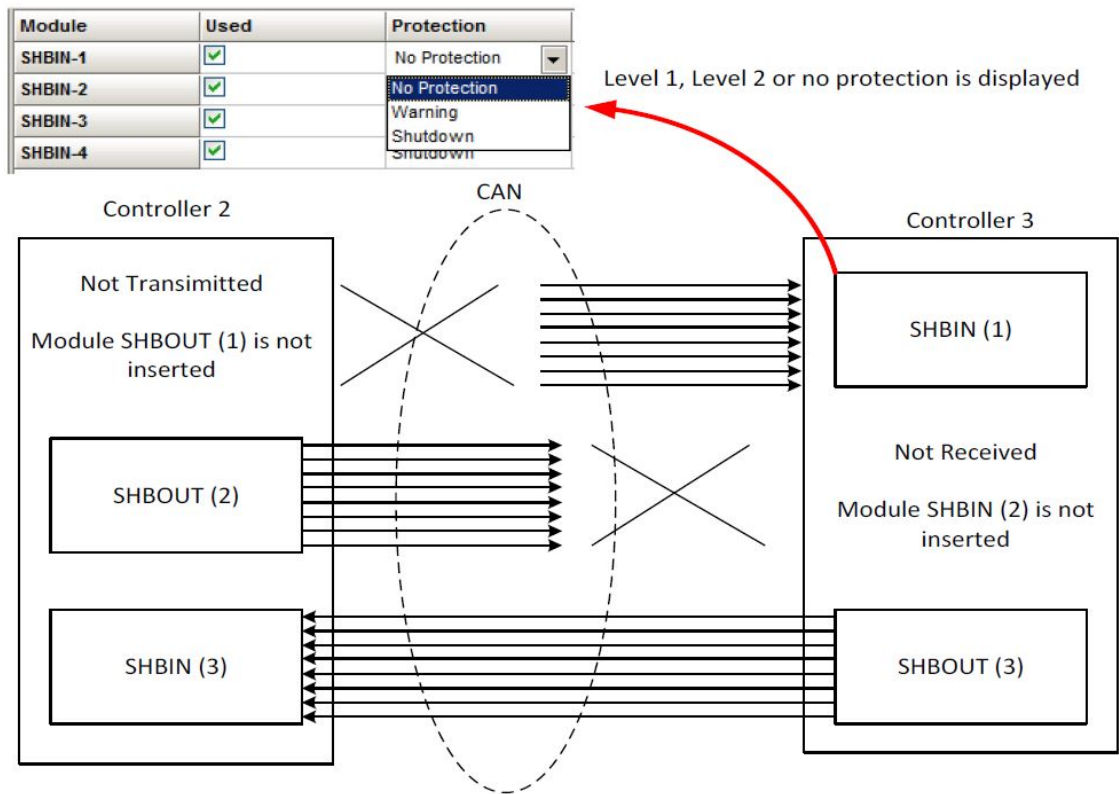 Module Used Protection
SHBIN-1 No Protection
SHBIN-2 No Protection
Warning
SHBIN-3 Shutdown
SHBIN-4 Shutdown
Level 1, Level 2 or no protection is displayed
CAN
Controller 2
Controller 3
Not Transimitted
Module SHBOUT (1) is not
inserted
SHBIN (1)
SHBOUT (2)
Not Received
Module SHBIN (2) is not
inserted
SHBIN (3)
SHBOUT (3)